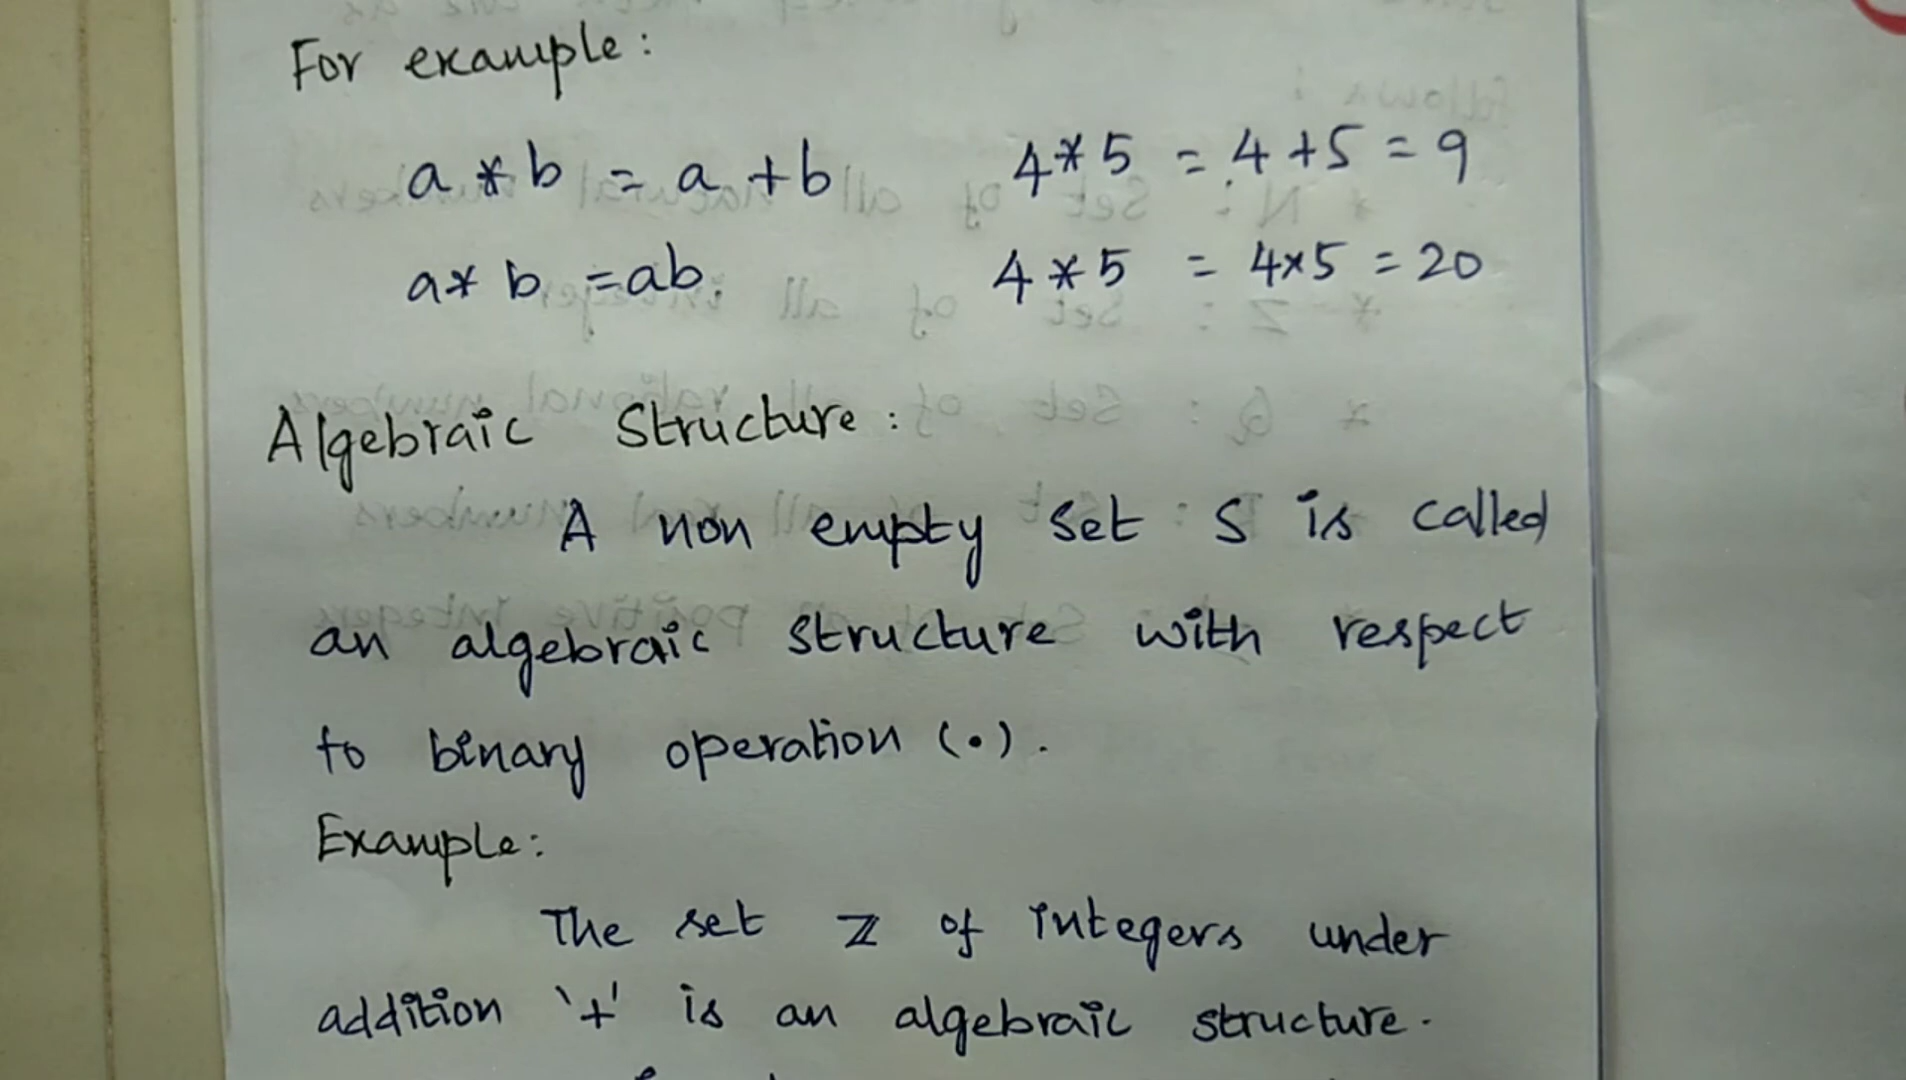 For example:
a * b = a + b 4 * 5 = 4 + 5 = 9
a * b = ab. 4 * 5 = 4 x 5 = 20
Algebraic Structure:
A non empty set S is called
an algebraic structure with respect
to binary operation (•).
Example:
The set ℤ of integers under
addition '+' is an algebraic structure.